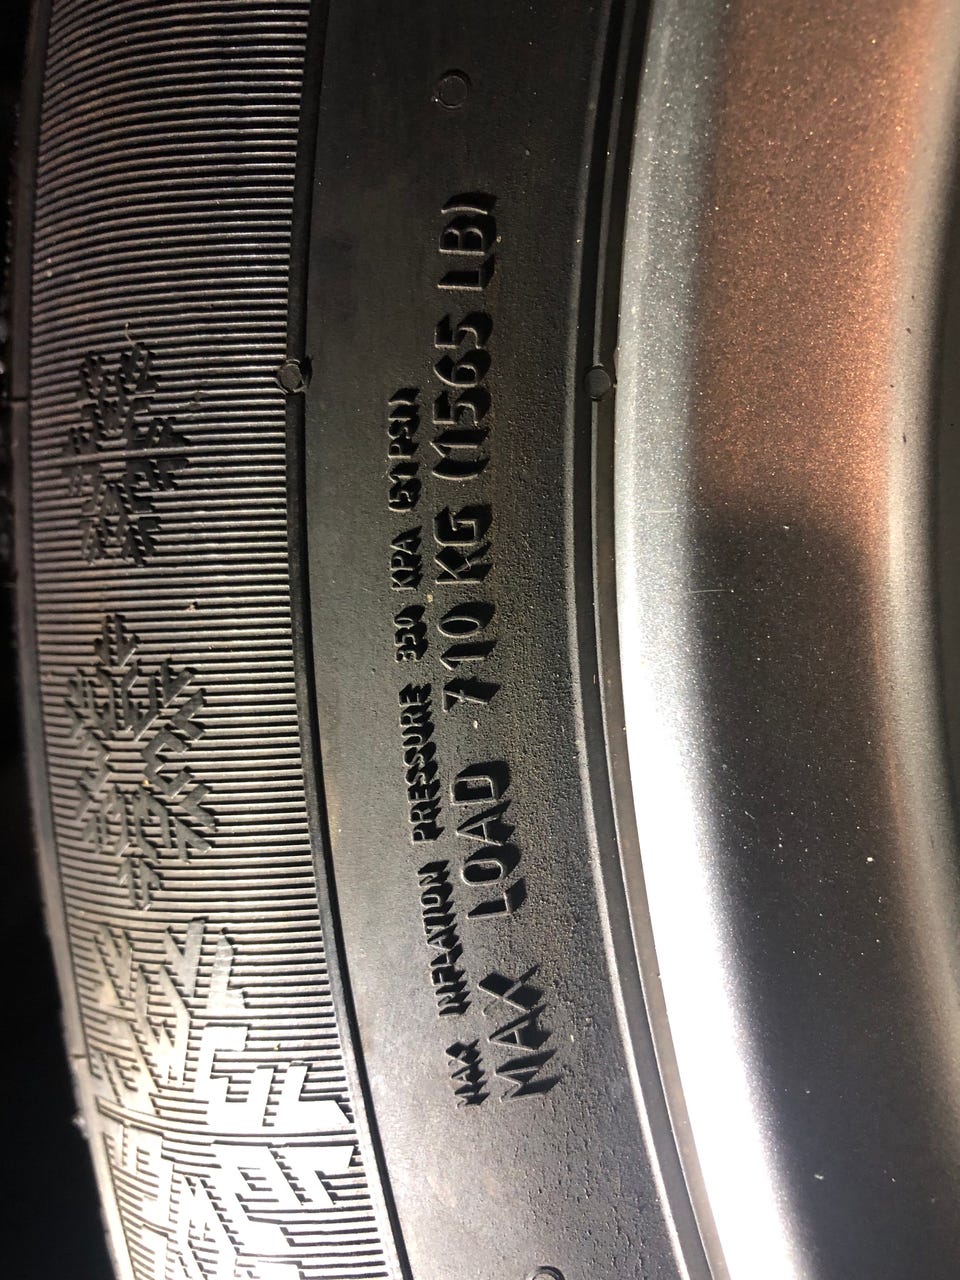 MAX INFLATION PRESSURE 350 KPA (51 PSI)
MAX LOAD 710 KG (1565 LB)